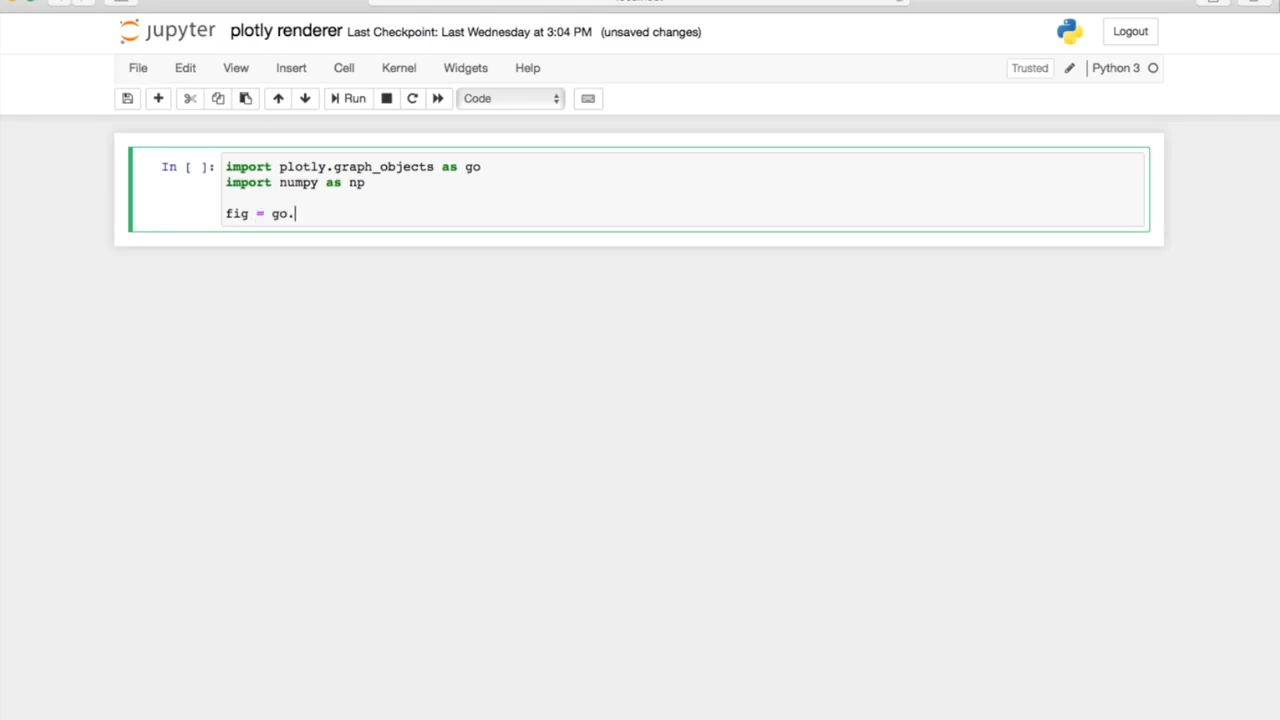 jupyter plotly renderer Last Checkpoint: Last Wednesday at 3:04 PM (unsaved changes) Logout
File Edit View Insert Cell Kernel Widgets Help Trusted Python 3
Run Code
In [ ]: import plotly.graph_objects as go
import numpy as np
fig = go.